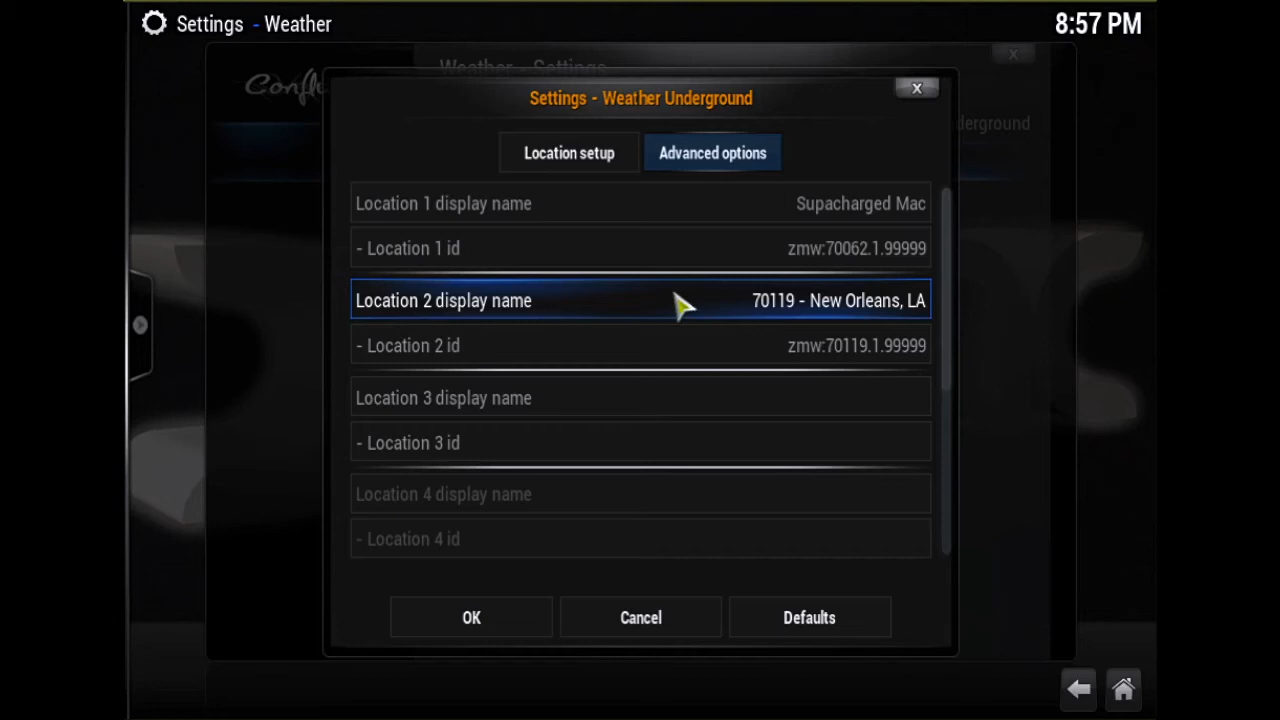 Settings - Weather
8:57 PM
Weather - Settings
Settings - Weather Underground
Location setup
Advanced options
Location 1 display name
Supacharged Mac
- Location 1 id
zmw:70062.1.99999
Location 2 display name
70119 - New Orleans, LA
- Location 2 id
zmw:70119.1.99999
Location 3 display name
- Location 3 id
Location 4 display name
- Location 4 id
OK
Cancel
Defaults